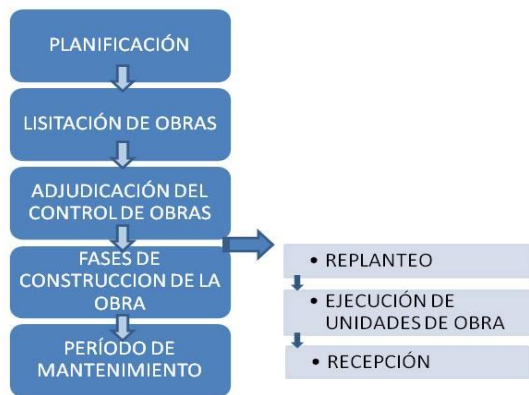 PLANIFICACIÓN
LISITACIÓN DE OBRAS
ADJUDICACIÓN DEL
CONTROL DE OBRAS
FASES DE
CONSTRUCCION DE LA
OBRA
PERÍODO DE
MANTENIMIENTO
• REPLANTEO
• EJECUCIÓN DE
UNIDADES DE OBRA
• RECEPCIÓN